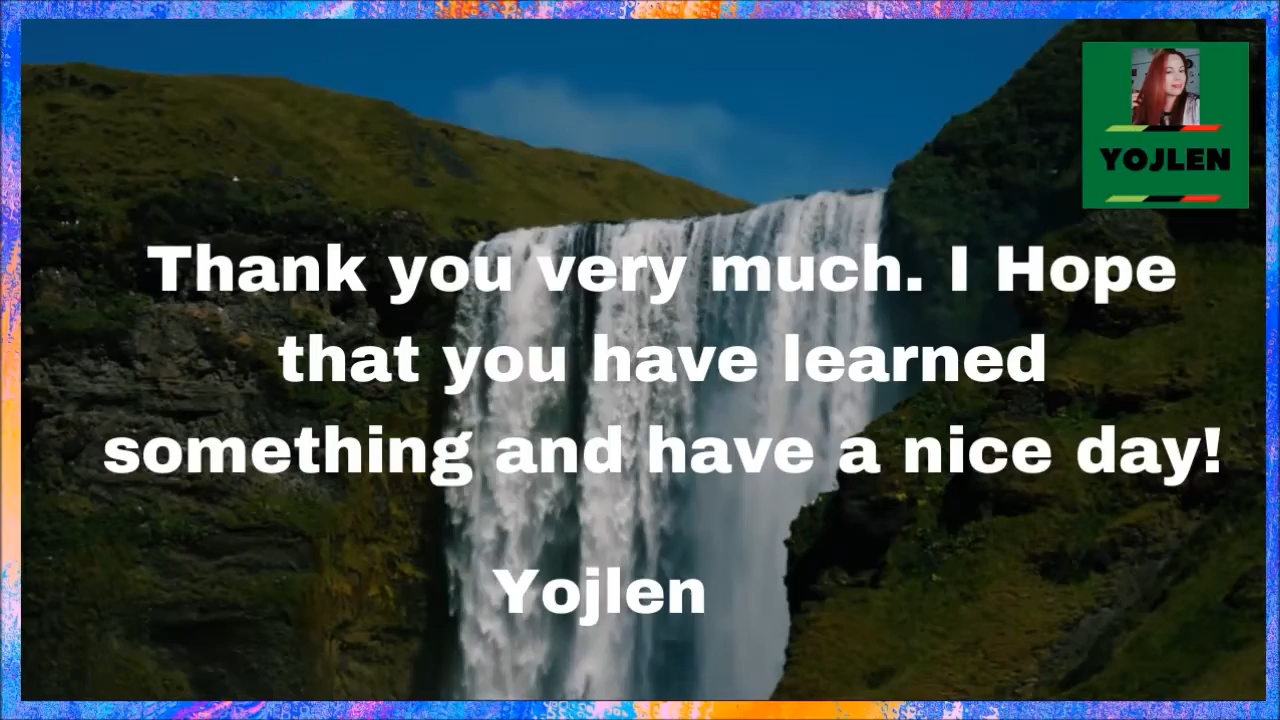 YOJLEN
Thank you very much. I Hope
that you have learned
something and have a nice day!
Yojlen